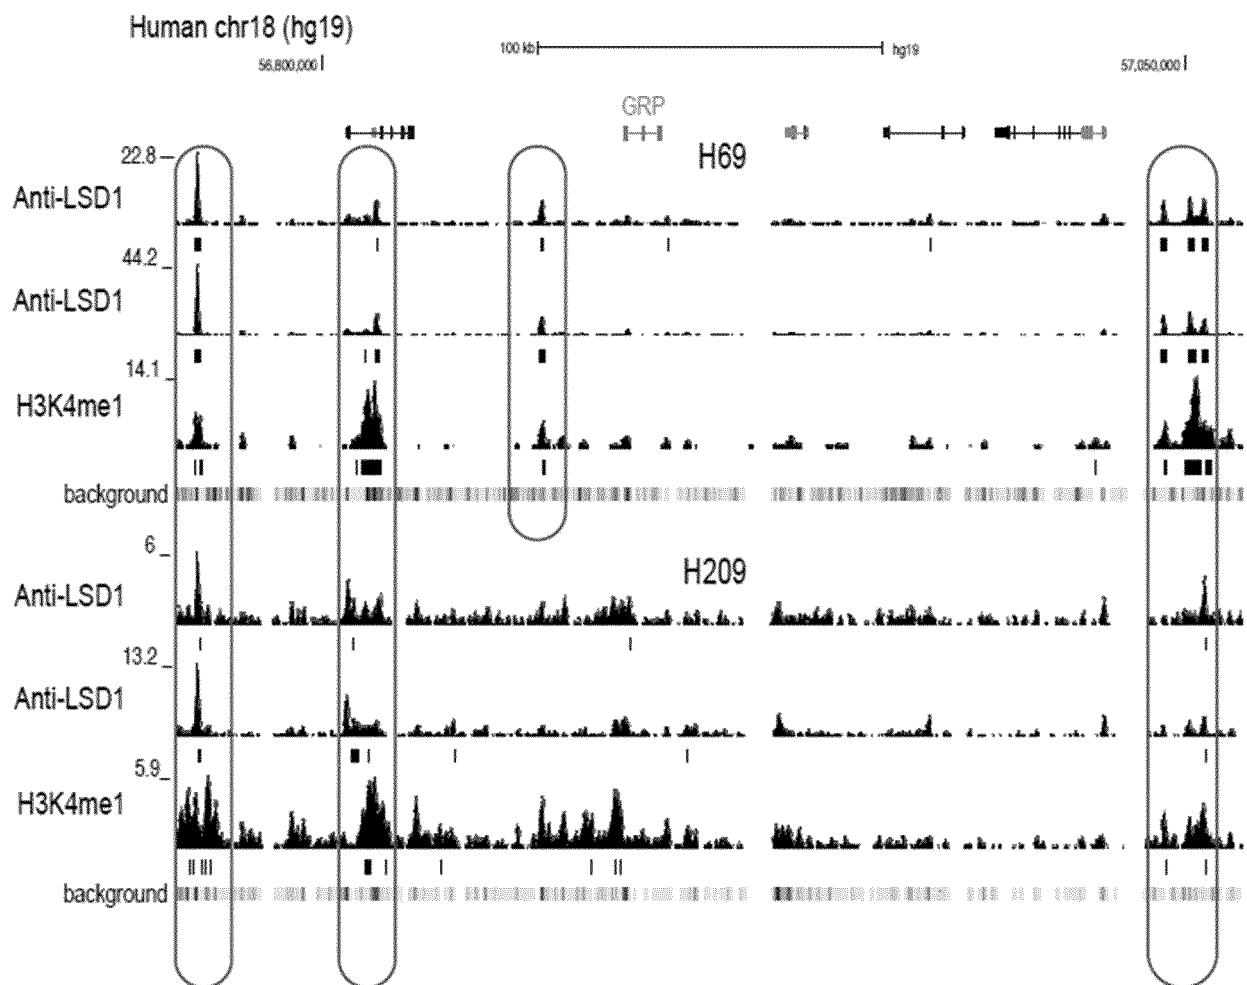 Human chr18 (hg19)
100 kb hg19
56,800,000 57,050,000
GRP
H69
22.8
Anti-LSD1
44.2
Anti-LSD1
14.1
H3K4me1
background
6
H209
Anti-LSD1
13.2
Anti-LSD1
5.9
H3K4me1
background